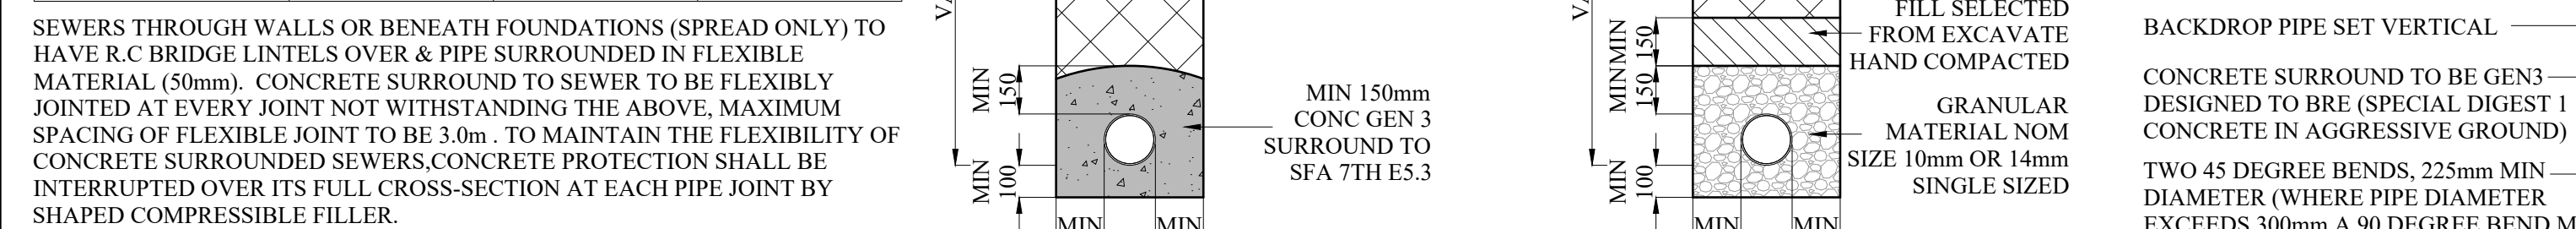 SEWERS THROUGH WALLS OR BENEATH FOUNDATIONS (SPREAD ONLY) TO
HAVE R.C BRIDGE LINTELS OVER & PIPE SURROUNDED IN FLEXIBLE
MATERIAL (50mm). CONCRETE SURROUND TO SEWER TO BE FLEXIBLY
JOINTED AT EVERY JOINT NOT WITHSTANDING THE ABOVE, MAXIMUM
SPACING OF FLEXIBLE JOINT TO BE 3.0m . TO MAINTAIN THE FLEXIBILITY OF
CONCRETE SURROUNDED SEWERS,CONCRETE PROTECTION SHALL BE
INTERRUPTED OVER ITS FULL CROSS-SECTION AT EACH PIPE JOINT BY
SHAPED COMPRESSIBLE FILLER.
MIN
150
MIN
100
MIN
MIN
MIN 150mm
CONC GEN 3
SURROUND TO
SFA 7TH E5.3
MIN
150
MIN
150
MIN
100
MIN
MIN
FILL SELECTED
FROM EXCAVATE
HAND COMPACTED
GRANULAR
MATERIAL NOM
SIZE 10mm OR 14mm
SINGLE SIZED
BACKDROP PIPE SET VERTICAL
CONCRETE SURROUND TO BE GEN3
DESIGNED TO BRE (SPECIAL DIGEST 1
CONCRETE IN AGGRESSIVE GROUND)
TWO 45 DEGREE BENDS, 225mm MIN
DIAMETER (WHERE PIPE DIAMETER
EXCEEDS 300mm A 90 DEGREE BEND M